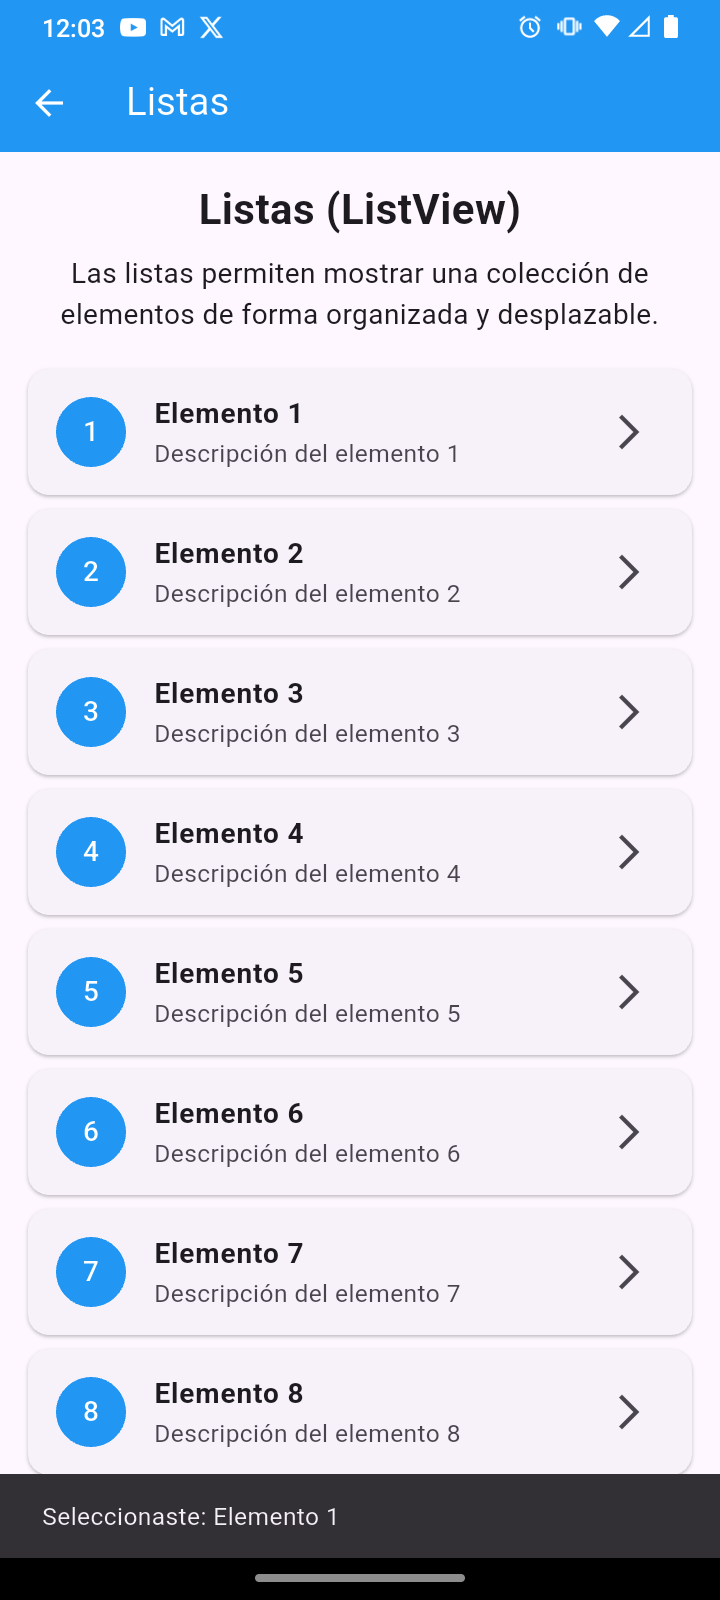 12:03
Listas
Listas (ListView)
Las listas permiten mostrar una colección de
elementos de forma organizada y desplazable.
1
Elemento 1
Descripción del elemento 1
2
Elemento 2
Descripción del elemento 2
3
Elemento 3
Descripción del elemento 3
4
Elemento 4
Descripción del elemento 4
5
Elemento 5
Descripción del elemento 5
6
Elemento 6
Descripción del elemento 6
7
Elemento 7
Descripción del elemento 7
8
Elemento 8
Descripción del elemento 8
Seleccionaste: Elemento 1